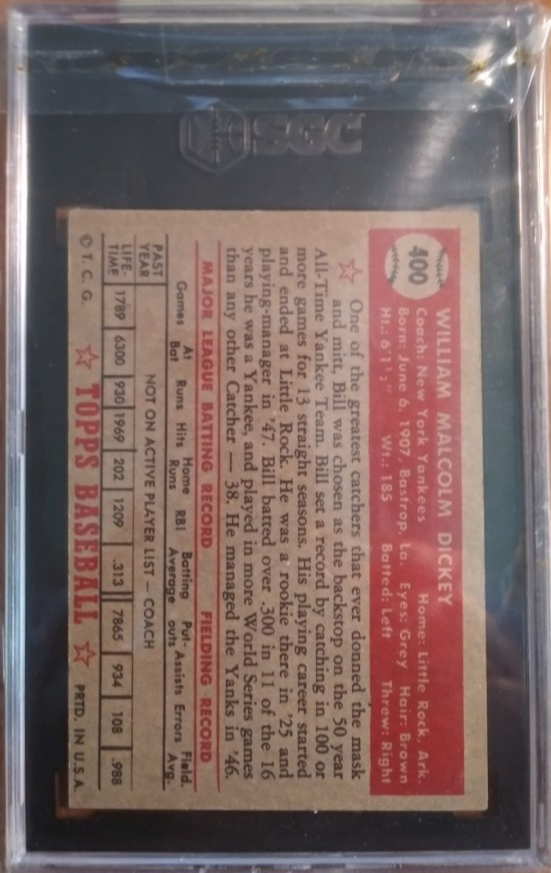 SGC
400
WILLIAM MALCOLM DICKEY
Coach: New York Yankees Home: Little Rock, Ark.
Born: June 6, 1907, Bastrop, La. Eyes: Grey Hair: Brown
Ht.: 6'1½" Wt.: 185 Batted: Left Threw: Right
☆ One of the greatest catchers that ever donned the mask
and mitt, Bill was chosen as the backstop on the 50 year
All-Time Yankee Team. Bill set a record by catching in 100 or
more games for 13 straight seasons. His playing career started
and ended at Little Rock. He was a rookie there in '25 and
playing-manager in '47. Bill batted over .300 in 11 of the 16
years he was a Yankee, and played in more World Series games
than any other Catcher — 38. He managed the Yanks in '46.
MAJOR LEAGUE BATTING RECORD FIELDING RECORD
Games At Bat Runs Hits Home Runs RBI Batting Average Put-outs Assists Errors Field. Avg.
PAST YEAR NOT ON ACTIVE PLAYER LIST — COACH
LIFE-TIME 1789 6300 930 1969 202 1209 .313 7865 934 108 .988
© T. C. G. ☆ TOPPS BASEBALL ☆ PRTD. IN U.S.A.